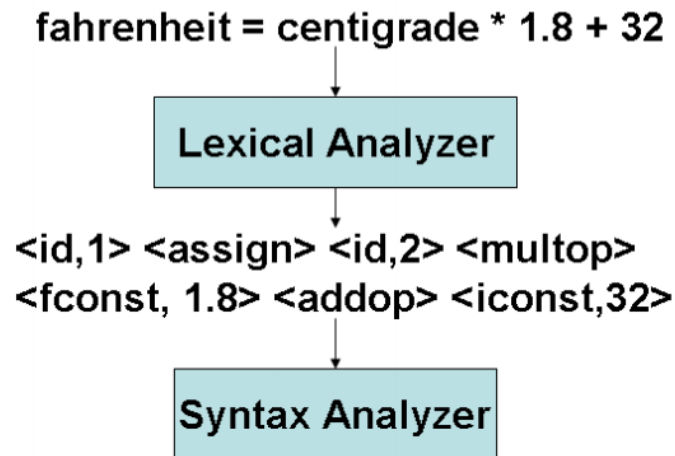 fahrenheit = centigrade * 1.8 + 32
Lexical Analyzer
<id,1> <assign> <id,2> <multop>
<fconst, 1.8> <addop> <iconst,32>
Syntax Analyzer